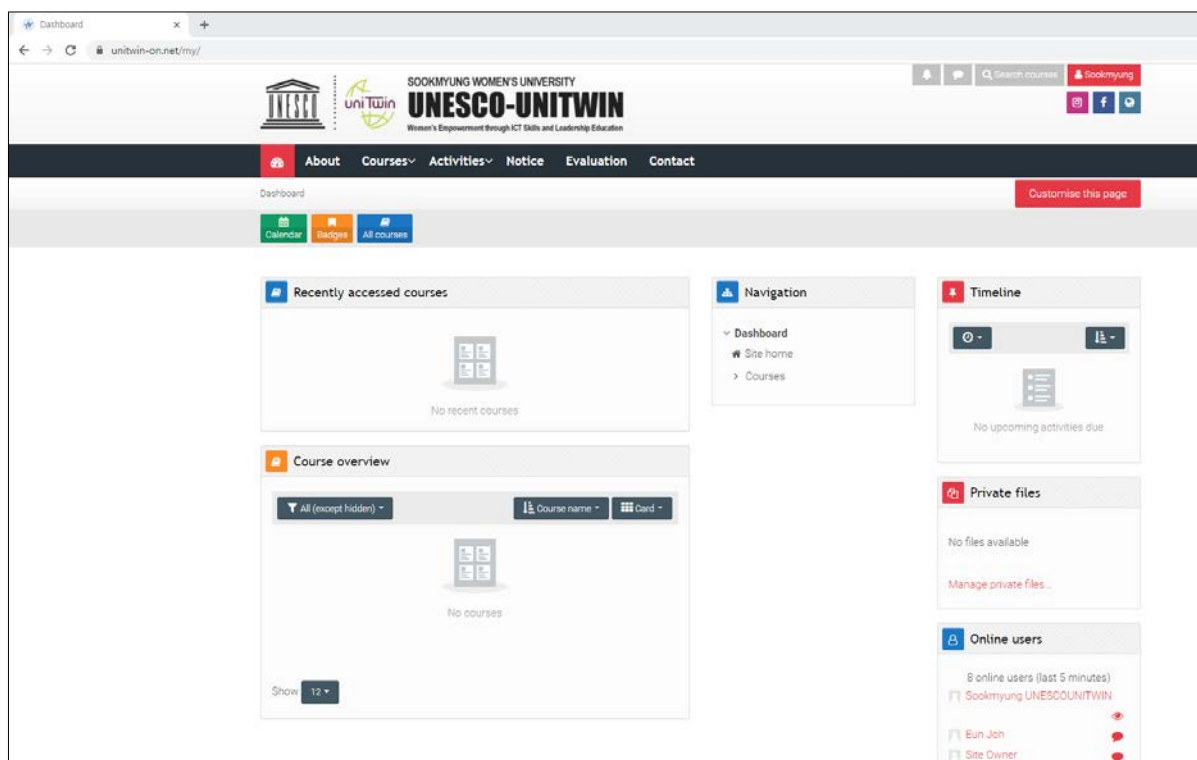 Dashboard
unitwin-on.net/my/
UNESCO
uniTwin
SOOKMYUNG WOMEN'S UNIVERSITY
UNESCO-UNITWIN
Women's Empowerment through ICT Skills and Leadership Education
Search courses
Sookmyung
About Courses Activities Notice Evaluation Contact
Dashboard
Customise this page
Calendar Badges All courses
Recently accessed courses
No recent courses
Course overview
All (except hidden) Course name Card
No courses
Show 12
Navigation
Dashboard
Site home
Courses
Timeline
No upcoming activities due
Private files
No files available
Manage private files...
Online users
8 online users (last 5 minutes)
Sookmyung UNESCOUNITWIN
Eun Joh
Site Owner